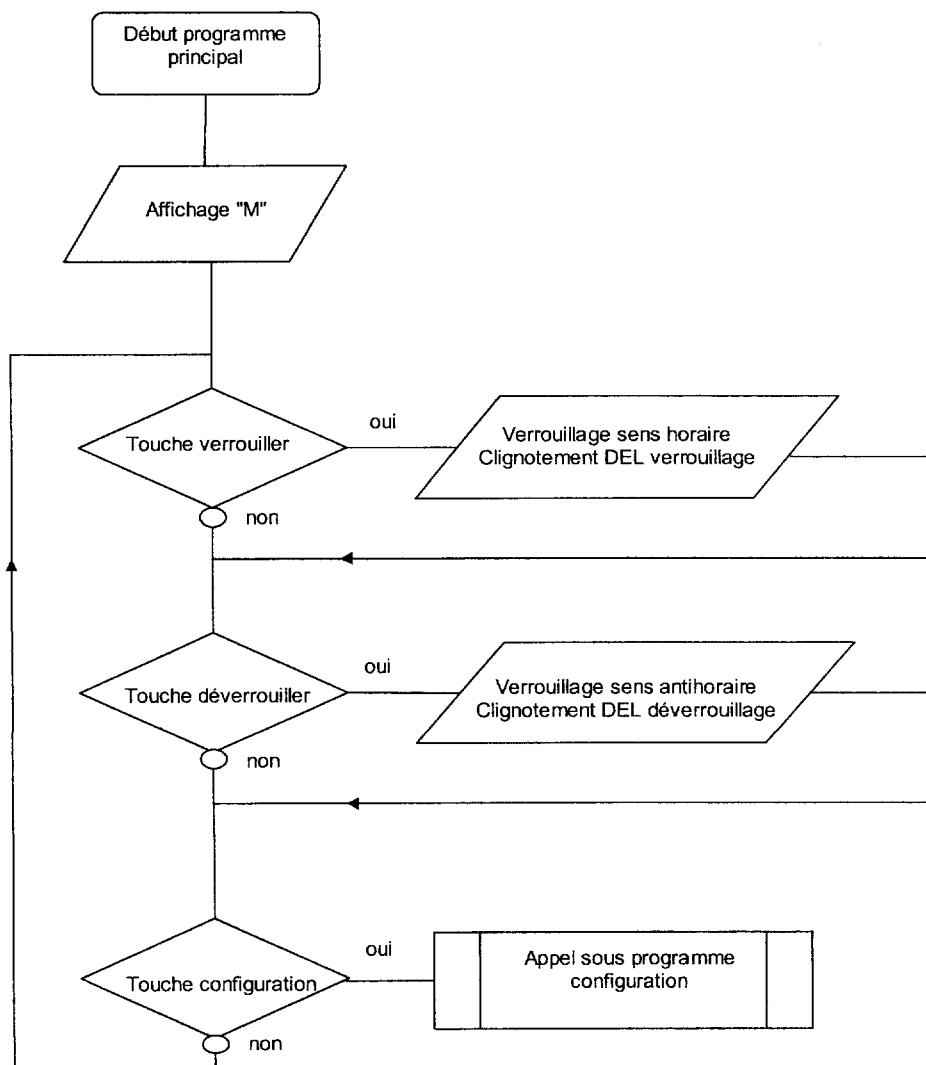 Début programme
principal
Affichage "M"
Touche verrouiller
oui
Verrouillage sens horaire
Clignotement DEL verrouillage
non
Touche déverrouiller
oui
Verrouillage sens antihoraire
Clignotement DEL déverrouillage
non
Touche configuration
oui
Appel sous programme
configuration
non